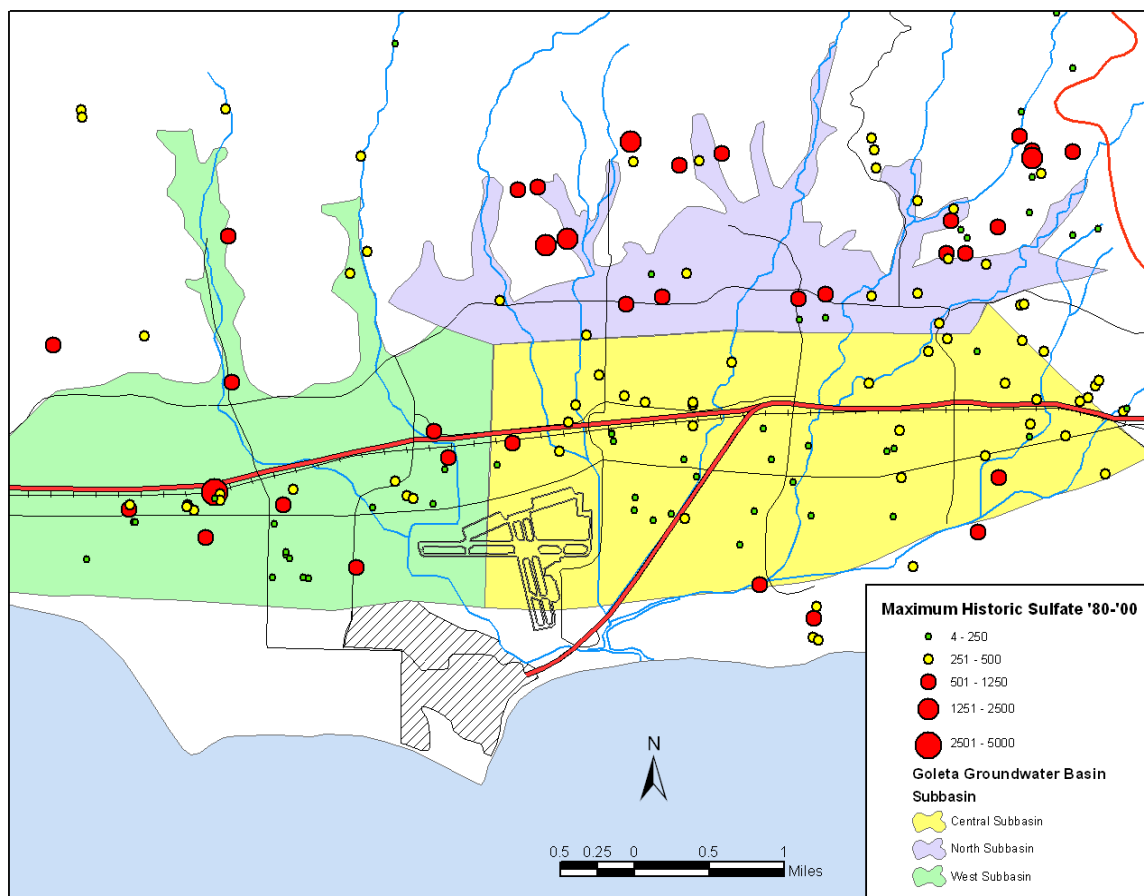 Maximum Historic Sulfate '80-'00
4 - 250
251 - 500
501 - 1250
1251 - 2500
2501 - 5000
Goleta Groundwater Basin
Subbasin
Central Subbasin
North Subbasin
West Subbasin
N
0.5 0.25 0 0.5 1
Miles